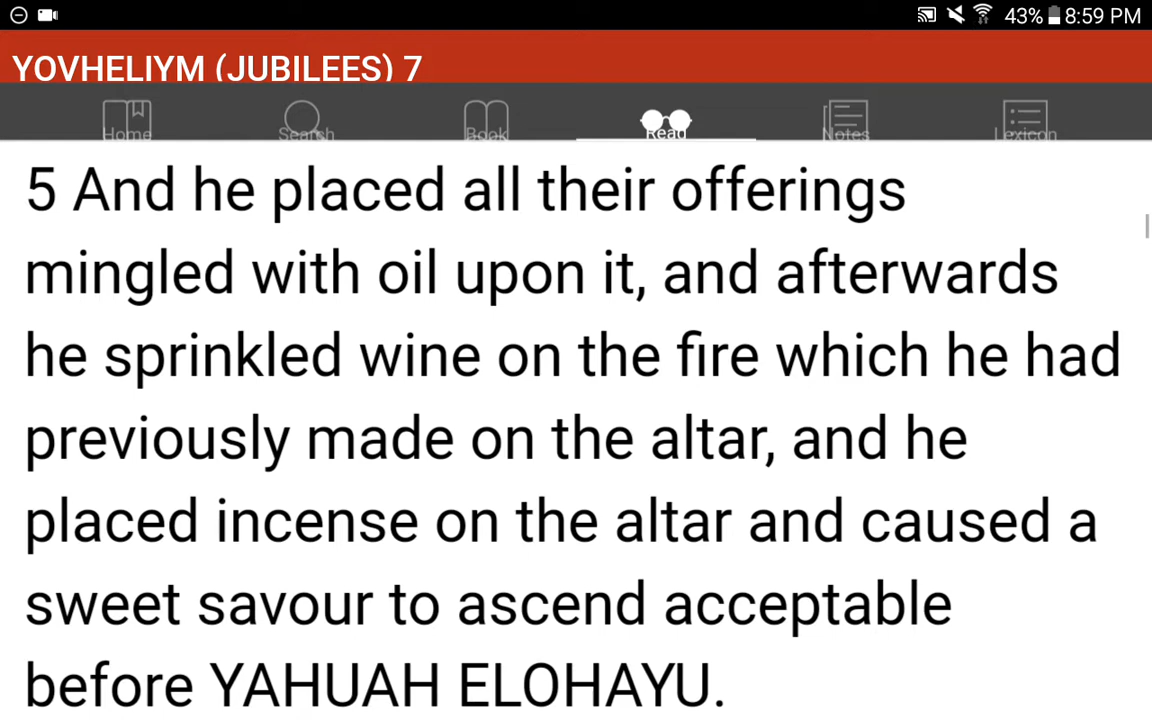 43% 8:59 PM
YOVHELIYM (JUBILEES) 7
Home Search Book Read Notes Lexicon
5 And he placed all their offerings
mingled with oil upon it, and afterwards
he sprinkled wine on the fire which he had
previously made on the altar, and he
placed incense on the altar and caused a
sweet savour to ascend acceptable
before YAHUAH ELOHAYU.